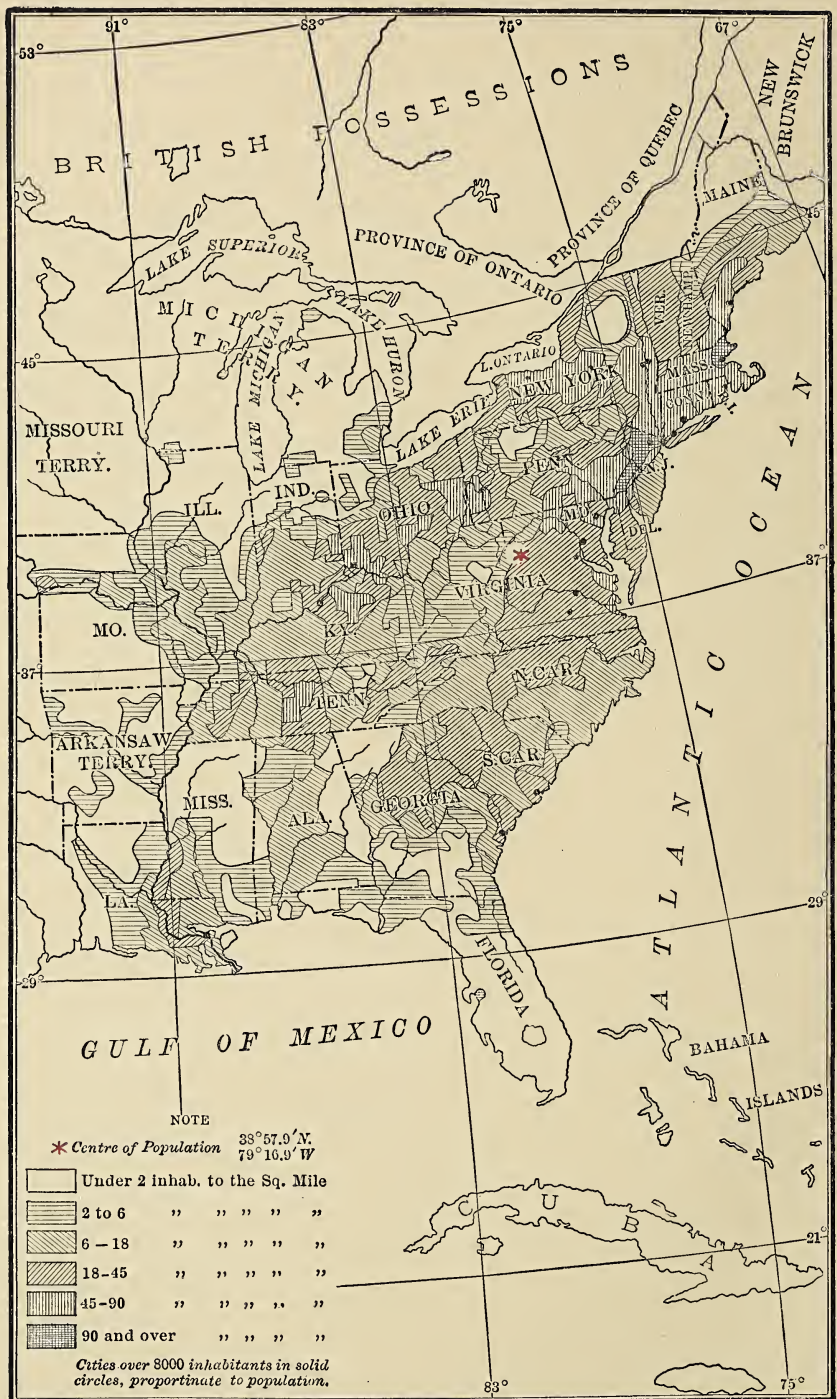 91°
83°
75°
67°
53°
BRITISH POSSESSIONS
NEW BRUNSWICK
PROVINCE OF QUEBEC
MAINE
45°
LAKE SUPERIOR
PROVINCE OF ONTARIO
MICHIGAN TERRY.
LAKE HURON
LAKE MICHIGAN
VER.
NEW HAMP.
45°
L. ONTARIO
NEW YORK
MASS.
CONN.
LAKE ERIE
MISSOURI
TERRY.
PENN.
N.J.
IND.
ILL.
OHIO
MD.
DEL.
37°
VIRGINIA
MO.
KY.
37°
N.CAR.
TENN.
ARKANSAW
TERRY.
S.CAR.
MISS.
ALA.
GEORGIA
LA.
29°
29°
FLORIDA
ATLANTIC OCEAN
GULF OF MEXICO
BAHAMA
ISLANDS
CUBA
21°
83°
75°
NOTE
Centre of Population 38°57.9′N.
79°16.9′W
Under 2 inhab. to the Sq. Mile
2 to 6 " " " " "
6–18 " " " " "
18-45 " " " " "
45-90 " " " " "
90 and over " " " "
Cities over 8000 inhabitants in solid
circles, proportinate to population.